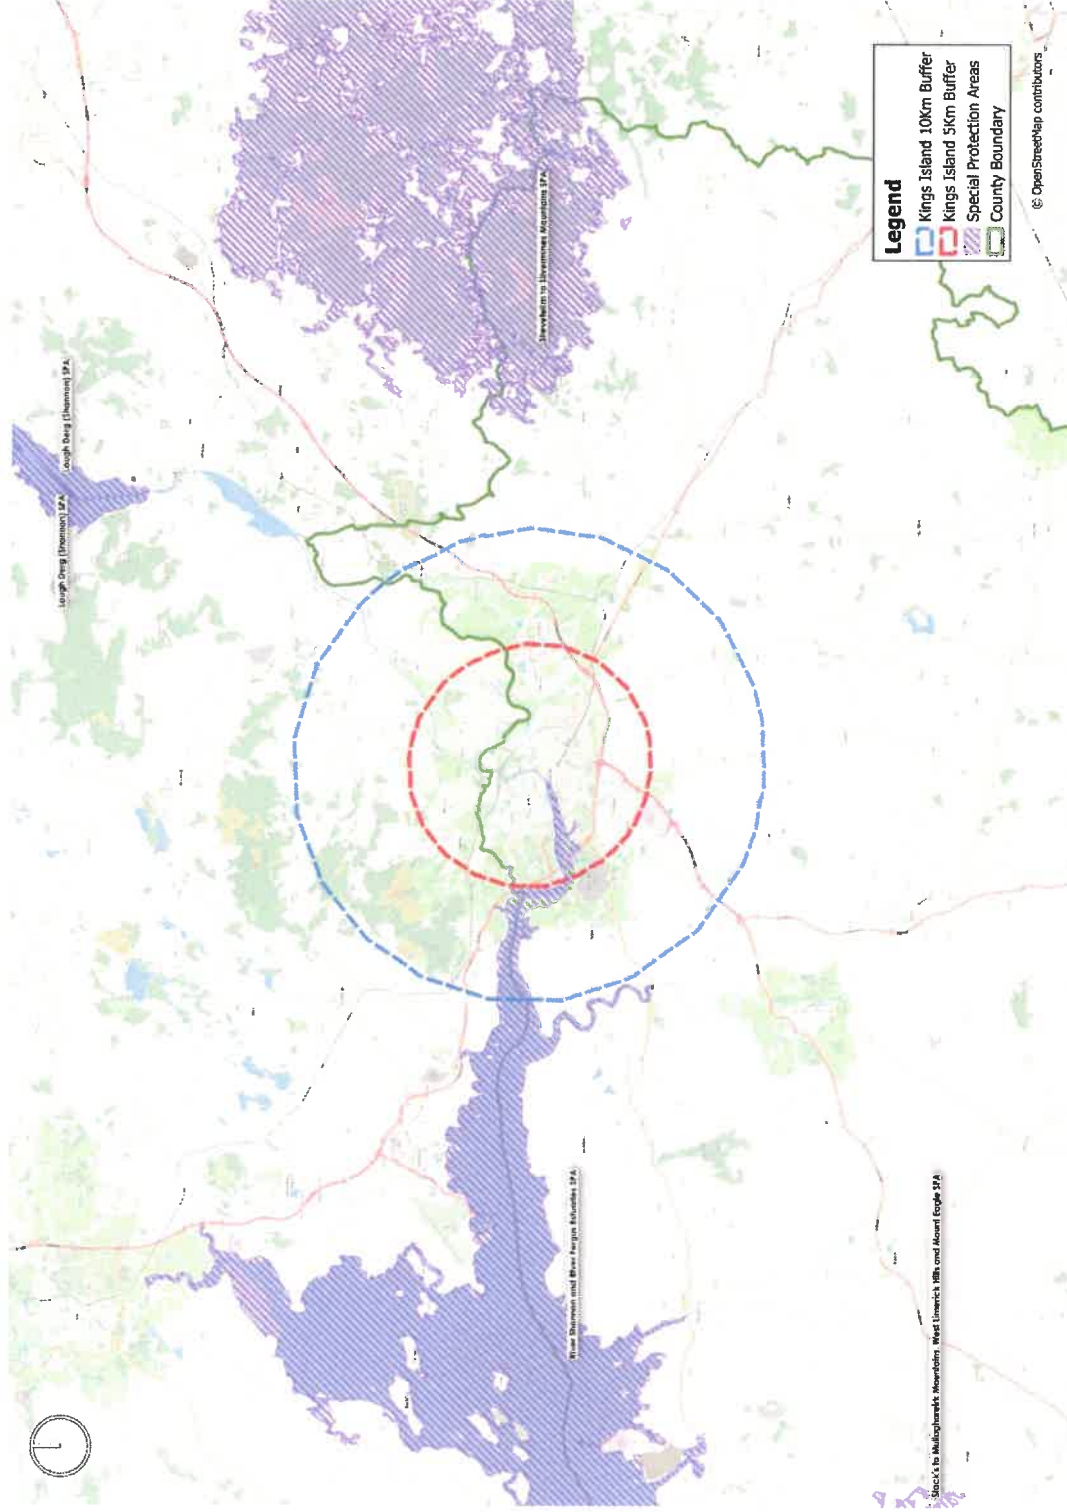 Lough Derg (Shannon) SPA
Lough Derg (Shannon) SPA
Slievefelim to Silvermines Mountains SPA
River Shannon and River Fergus Estuaries SPA
Stack's to Mullaghareirk Mountains, West Limerick Hills and Mount Eagle SPA
Legend
Kings Island 10Km Buffer
Kings Island 5Km Buffer
Special Protection Areas
County Boundary
© OpenStreetMap contributors